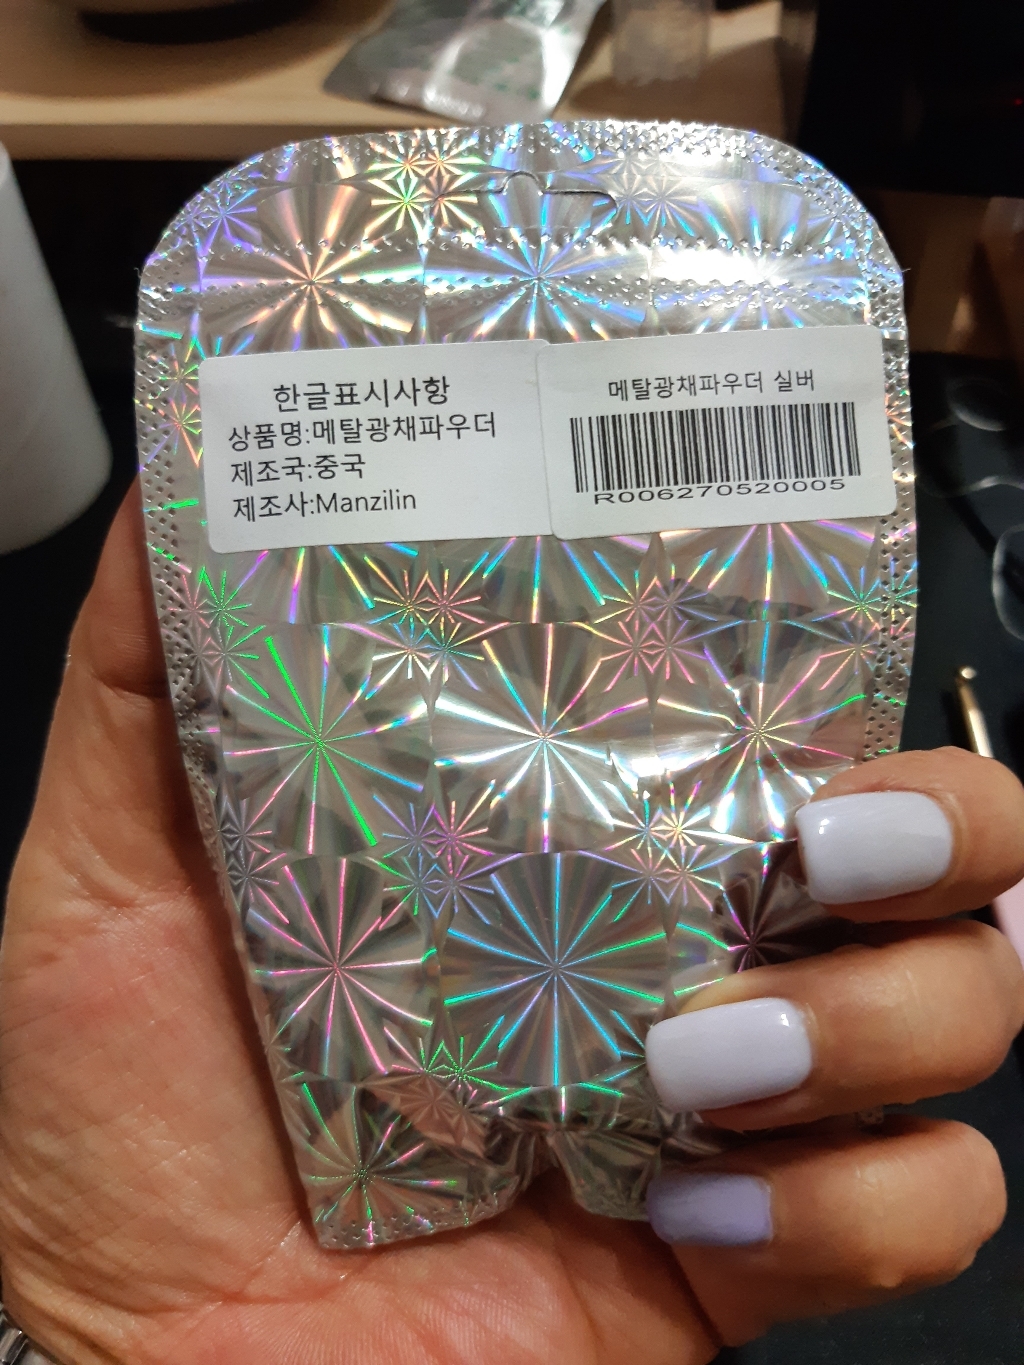 한글표시사항
상품명:메탈광채파우더
제조국:중국
제조사:Manzilin
메탈광채파우더 실버
R006270520005